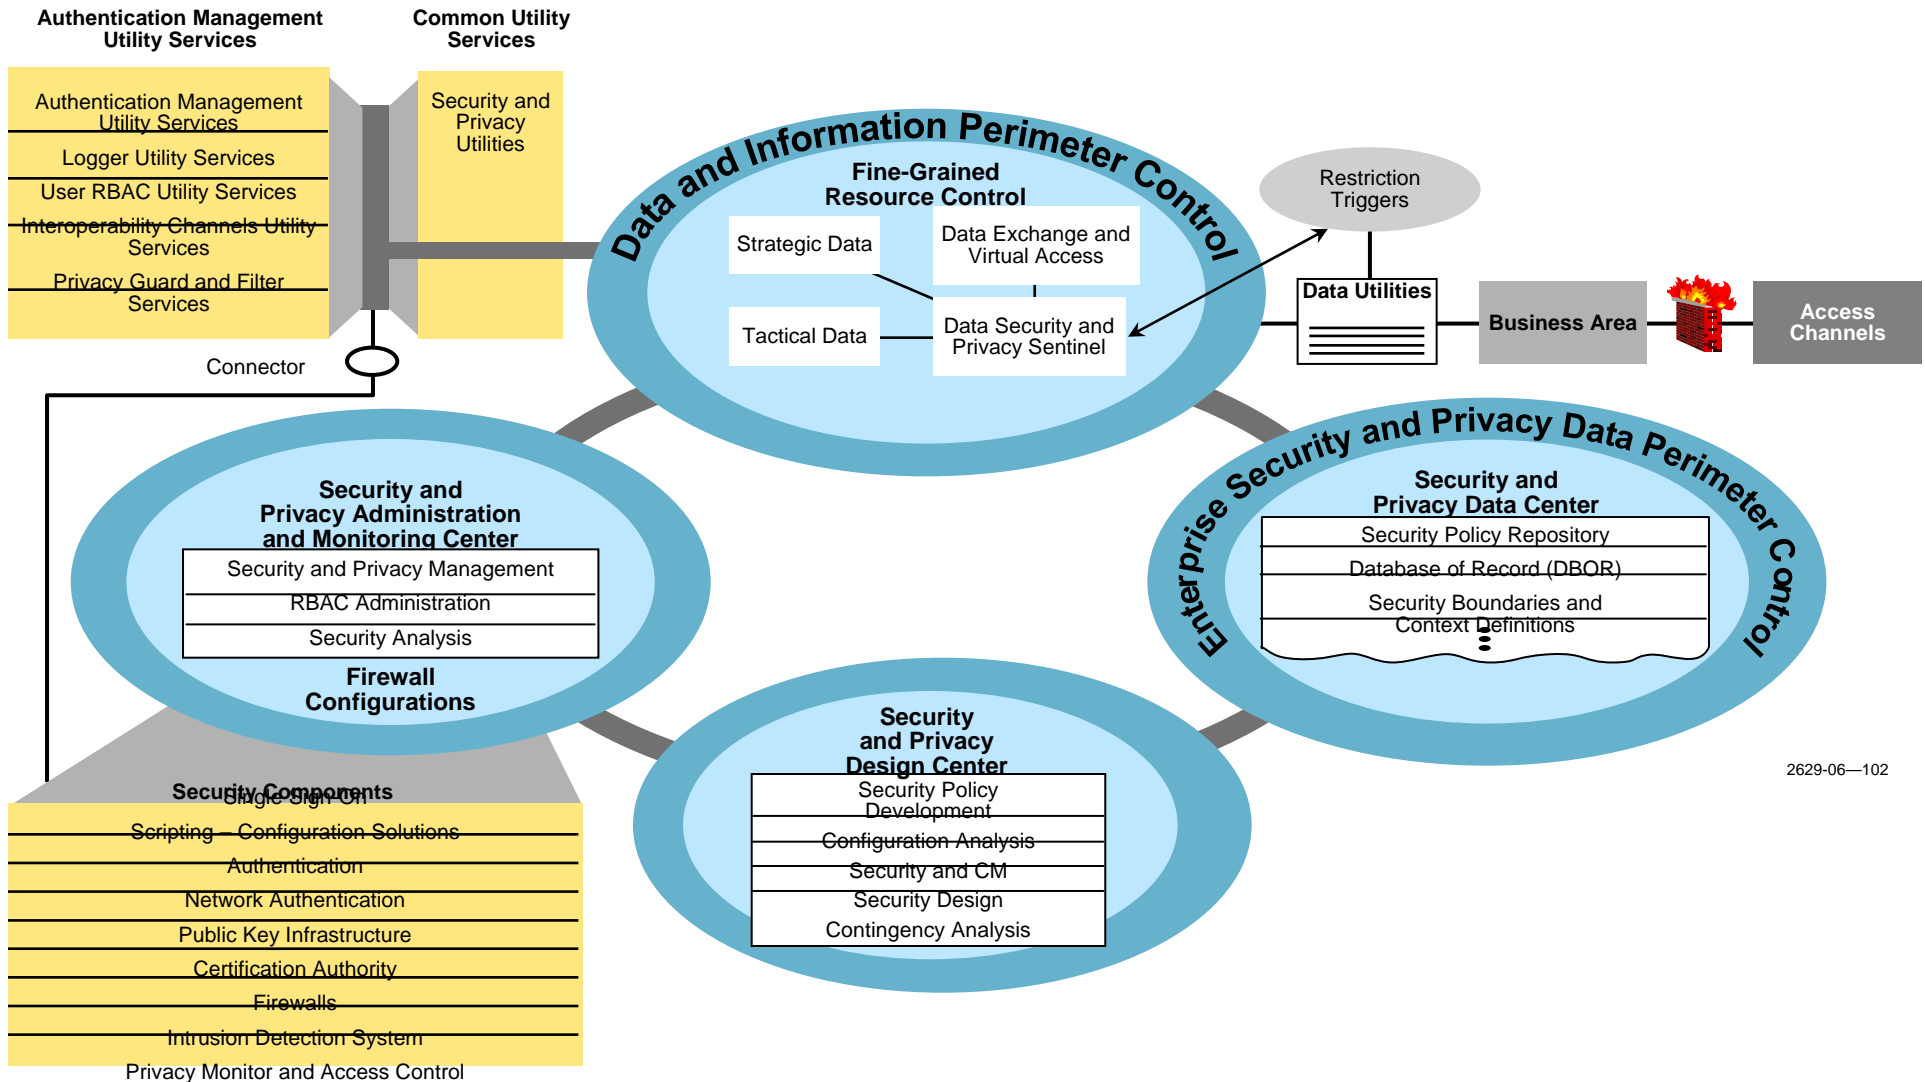 Authentication Management
Utility Services
Common Utility
Services
Authentication Management
Utility Services
Logger Utility Services
User RBAC Utility Services
Interoperability Channels Utility
Services
Privacy Guard and Filter
Services
Security and
Privacy
Utilities
Connector
Data and Information Perimeter Control
Fine-Grained
Resource Control
Strategic Data
Data Exchange and
Virtual Access
Tactical Data
Data Security and
Privacy Sentinel
Restriction
Triggers
Data Utilities
Business Area
Access
Channels
Security and
Privacy Administration
and Monitoring Center
Security and Privacy Management
RBAC Administration
Security Analysis
Firewall
Configurations
Enterprise Security and Privacy Data Perimeter Control
Security and
Privacy Data Center
Security Policy Repository
Database of Record (DBOR)
Security Boundaries and
Context Definitions
Security
and Privacy
Design Center
Security Policy
Development
Configuration Analysis
Security and CM
Security Design
Contingency Analysis
2629-06—102
Security Components
Single Sign-On
Scripting – Configuration Solutions
Authentication
Network Authentication
Public Key Infrastructure
Certification Authority
Firewalls
Intrusion Detection System
Privacy Monitor and Access Control